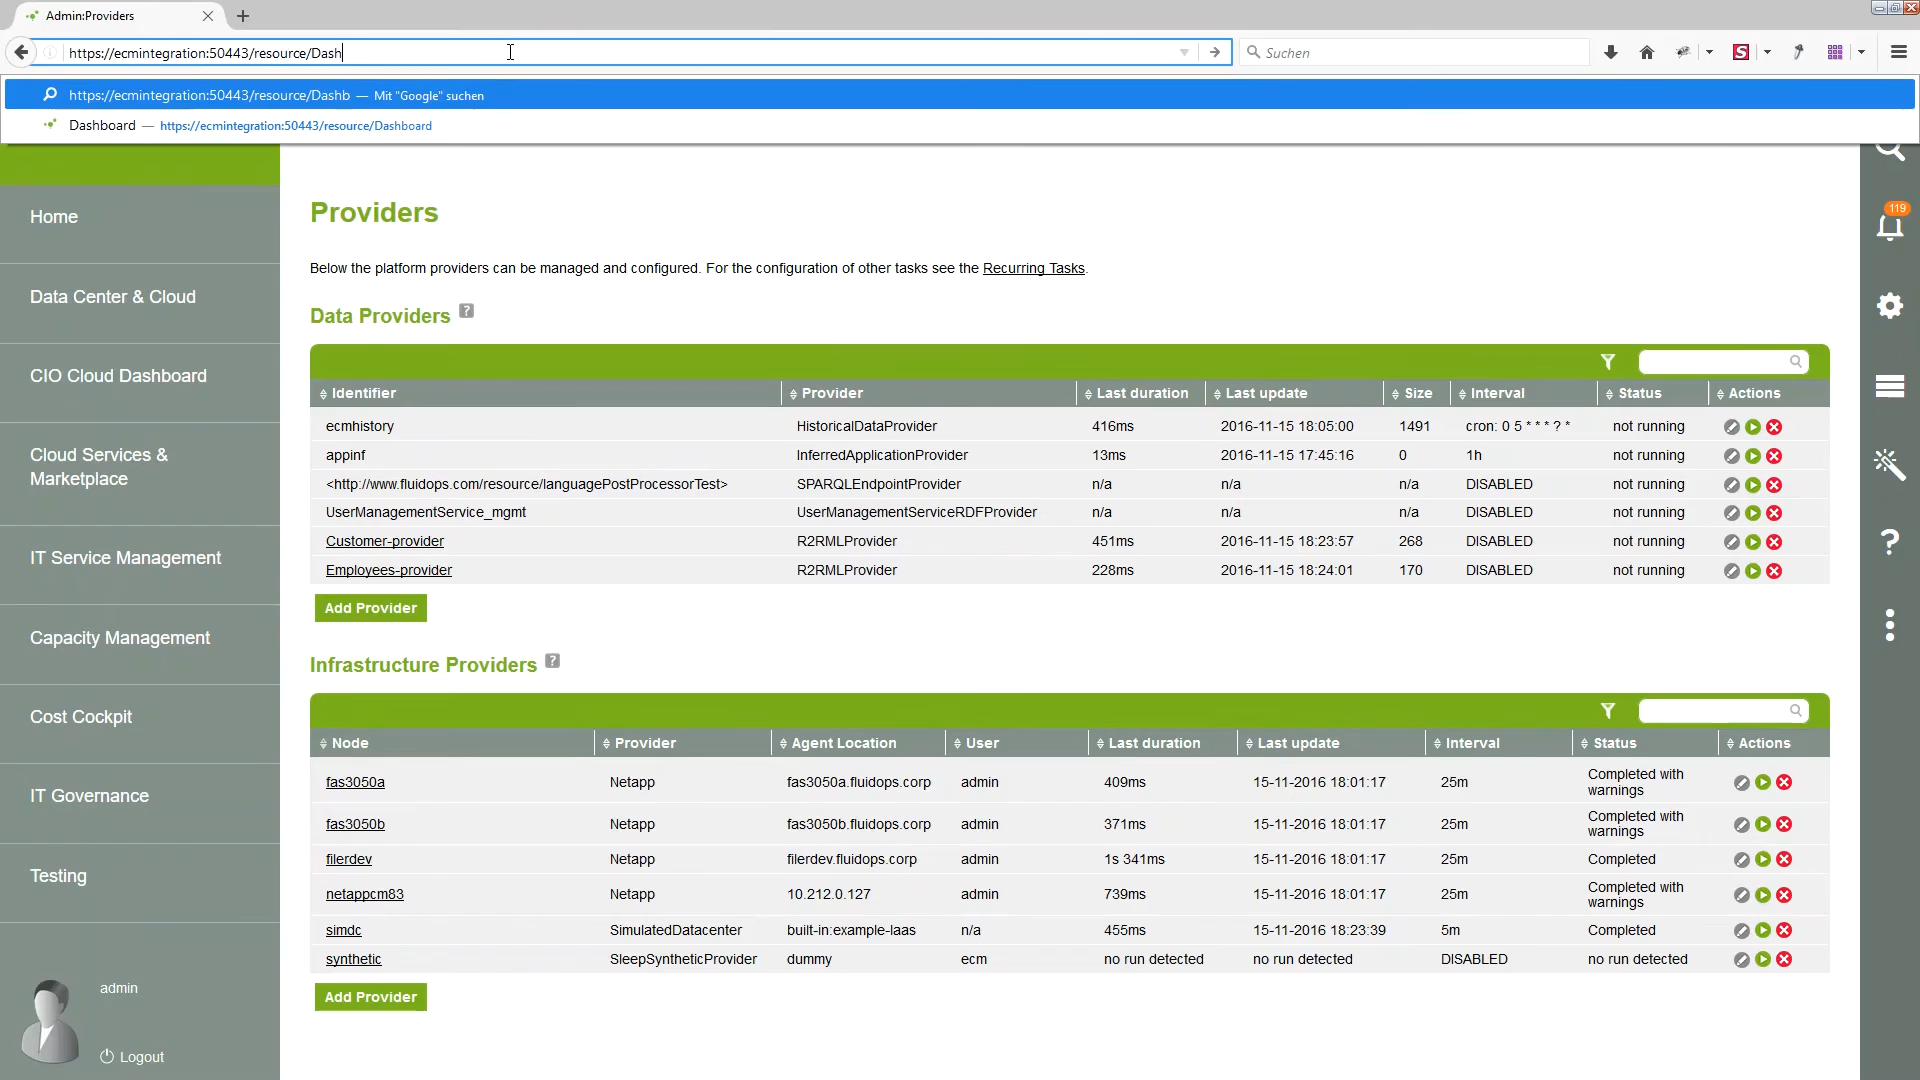 Admin:Providers
https://ecmintegration:50443/resource/Dash
Suchen
https://ecmintegration:50443/resource/Dashb — Mit "Google" suchen
Dashboard — https://ecmintegration:50443/resource/Dashboard
Home
Data Center & Cloud
CIO Cloud Dashboard
Cloud Services &
Marketplace
IT Service Management
Capacity Management
Cost Cockpit
IT Governance
Testing
admin
Logout
119
Providers
Below the platform providers can be managed and configured. For the configuration of other tasks see the Recurring Tasks.
Data Providers ?
Identifier Provider Last duration Last update Size Interval Status Actions
ecmhistory HistoricalDataProvider 416ms 2016-11-15 18:05:00 1491 cron: 0 5 * * * ? * not running
appinf InferredApplicationProvider 13ms 2016-11-15 17:45:16 0 1h not running
<http://www.fluidops.com/resource/languagePostProcessorTest> SPARQLEndpointProvider n/a n/a n/a DISABLED not running
UserManagementService_mgmt UserManagementServiceRDFProvider n/a n/a n/a DISABLED not running
Customer-provider R2RMLProvider 451ms 2016-11-15 18:23:57 268 DISABLED not running
Employees-provider R2RMLProvider 228ms 2016-11-15 18:24:01 170 DISABLED not running
Add Provider
Infrastructure Providers ?
Node Provider Agent Location User Last duration Last update Interval Status Actions
fas3050a Netapp fas3050a.fluidops.corp admin 409ms 15-11-2016 18:01:17 25m Completed with
warnings
fas3050b Netapp fas3050b.fluidops.corp admin 371ms 15-11-2016 18:01:17 25m Completed with
warnings
filerdev Netapp filerdev.fluidops.corp admin 1s 341ms 15-11-2016 18:01:17 25m Completed
netappcm83 Netapp 10.212.0.127 admin 739ms 15-11-2016 18:01:17 25m Completed with
warnings
simdc SimulatedDatacenter built-in:example-laas n/a 455ms 15-11-2016 18:23:39 5m Completed
synthetic SleepSyntheticProvider dummy ecm no run detected no run detected DISABLED no run detected
Add Provider